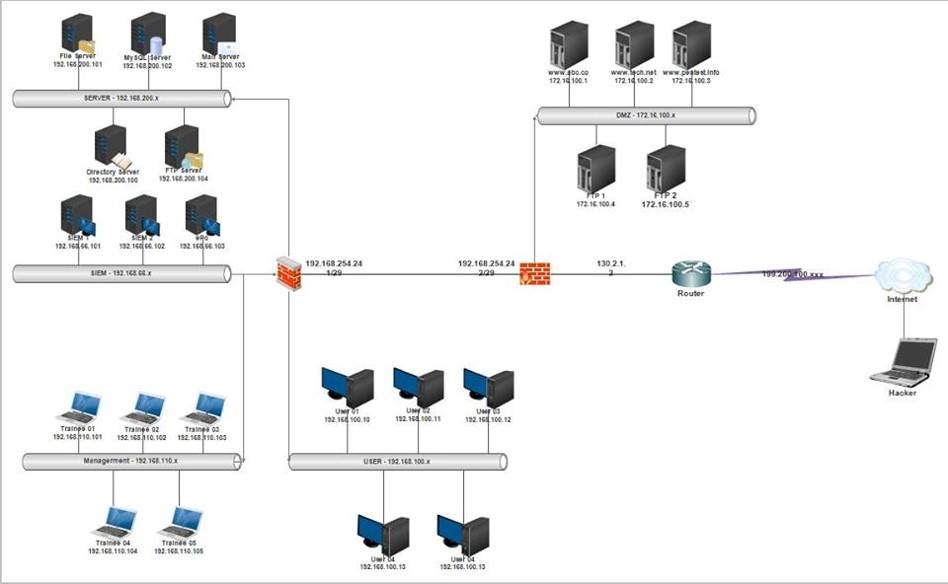 File Server
192.168.200.101
MySQL Server
192.168.200.102
Mail Server
192.168.200.103
SERVER - 192.168.200.x
Directory Server
192.168.200.100
FTP Server
192.168.200.104
SIEM 1
192.168.66.101
SIEM 2
192.168.66.102
ePo
192.168.66.103
SIEM - 192.168.66.x
Trainee 01
192.168.110.101
Trainee 02
192.168.110.102
Trainee 03
192.168.110.103
Managerment - 192.168.110.x
Trainee 04
192.168.110.104
Trainee 05
192.168.110.105
www.abc.co
172.16.100.1
www.tech.net
172.16.100.2
www.pentest.info
172.16.100.3
DMZ - 172.16.100.x
FTP 1
172.16.100.4
FTP 2
172.16.100.5
192.168.254.24
1/29
192.168.254.24
2/29
130.2.1.
2
Router
199.200.100.xxx
Internet
Hacker
User 01
192.168.100.10
User 02
192.168.100.11
User 03
192.168.100.12
USER - 192.168.100.x
User 04
192.168.100.13
User 04
192.168.100.13